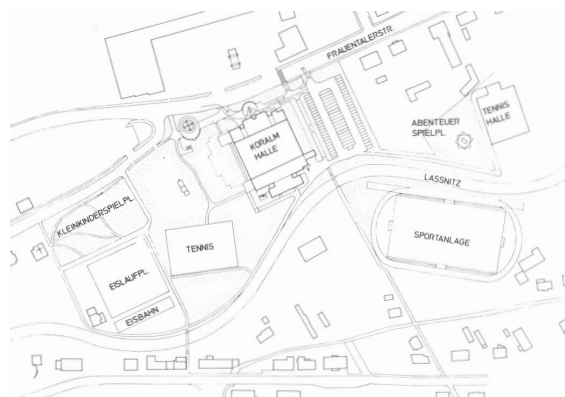 FRAUENTALERSTR.
KORALM
HALLE
ABENTEUER
SPIELPL.
TENNIS
HALLE
LASSNITZ
KLEINKINDERSPIELPL.
TENNIS
SPORTANLAGE
EISLAUFPL.
EISBAHN